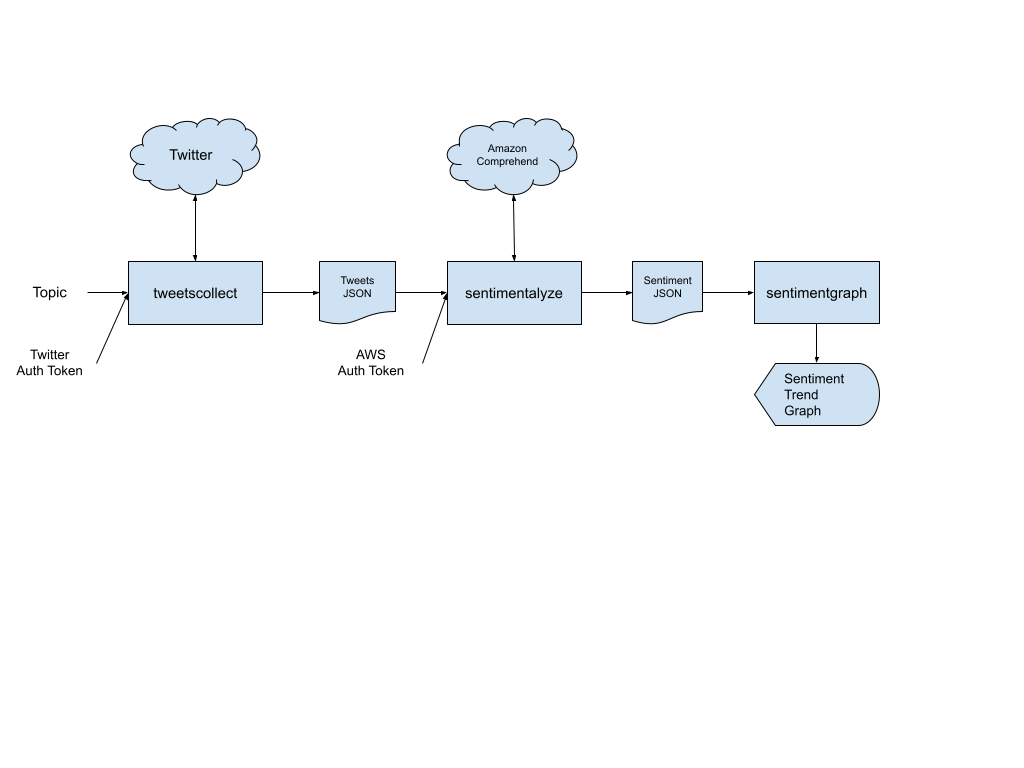 Twitter
Amazon
Comprehend
Topic
tweetscollect
Tweets
JSON
sentimentalyze
Sentiment
JSON
sentimentgraph
Twitter
Auth Token
AWS
Auth Token
Sentiment
Trend
Graph